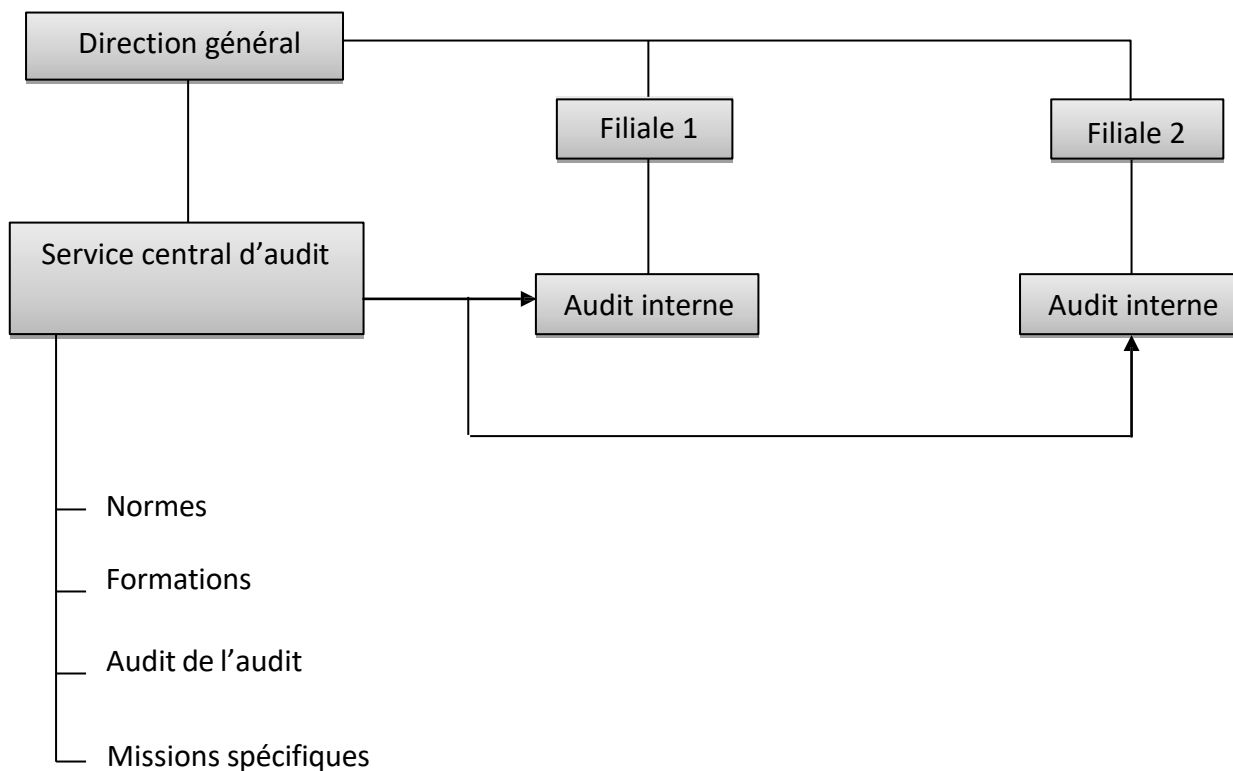 Direction général
Filiale 1
Filiale 2
Service central d’audit
Audit interne
Audit interne
Normes
Formations
Audit de l’audit
Missions spécifiques